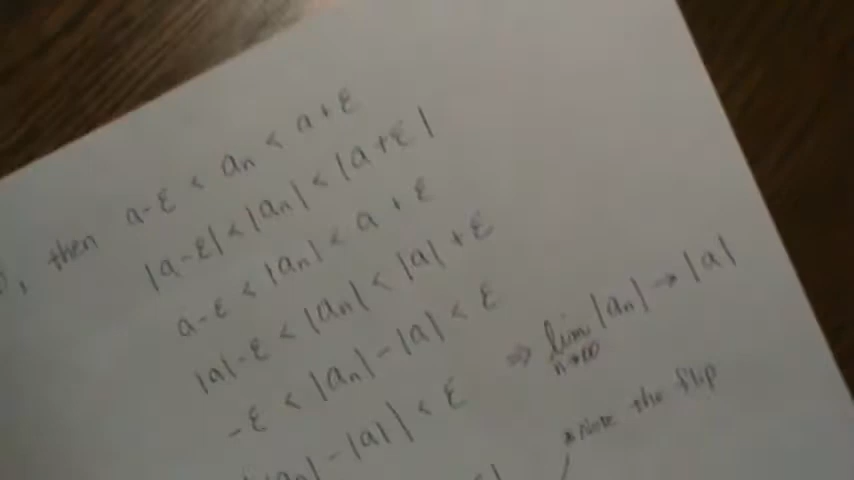 , then a-ε < aₙ < a+ε
|a-ε| < |aₙ| < |a+ε|
a-ε < |aₙ| < a + ε
|a|-ε < |aₙ| < |a| + ε
-ε < |aₙ| - |a| < ε
|aₙ| - |a|| < ε ⇒ lim n→∞ |aₙ| → |a|
*Note the flip